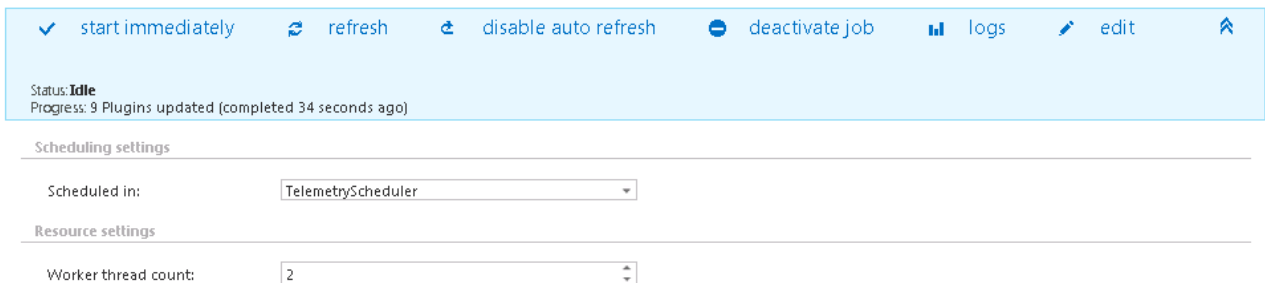 start immediately refresh disable auto refresh deactivate job logs edit
Status: Idle
Progress: 9 Plugins updated (completed 34 seconds ago)
Scheduling settings
Scheduled in: TelemetryScheduler
Resource settings
Worker thread count: 2